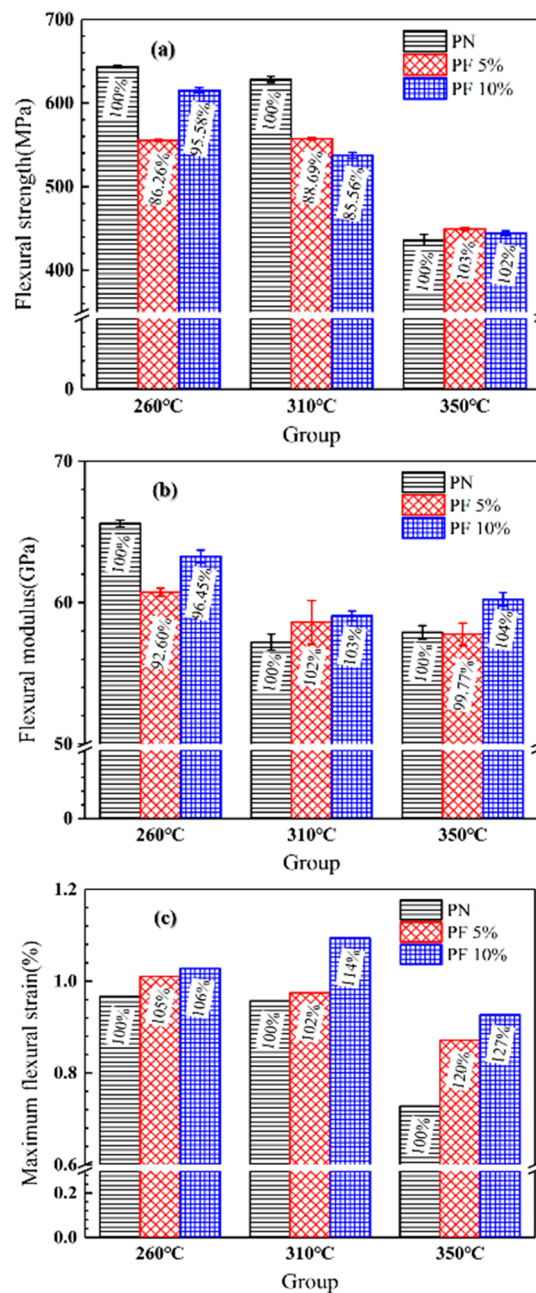 700
600
500
400
0
Flexural strength(MPa)
(a)
PN
PF 5%
PF 10%
100%
86.26%
95.58%
100%
88.69%
85.56%
100%
103%
102%
260°C
310°C
350°C
Group
70
60
50
0
Flexural modulus(GPa)
(b)
PN
PF 5%
PF 10%
100%
92.60%
96.45%
100%
102%
103%
100%
99.77%
104%
260°C
310°C
350°C
Group
1.2
1.0
0.8
0.6
0.2
0.0
Maximum flexural strain(%)
(c)
PN
PF 5%
PF 10%
100%
105%
106%
100%
102%
114%
100%
120%
127%
260°C
310°C
350°C
Group